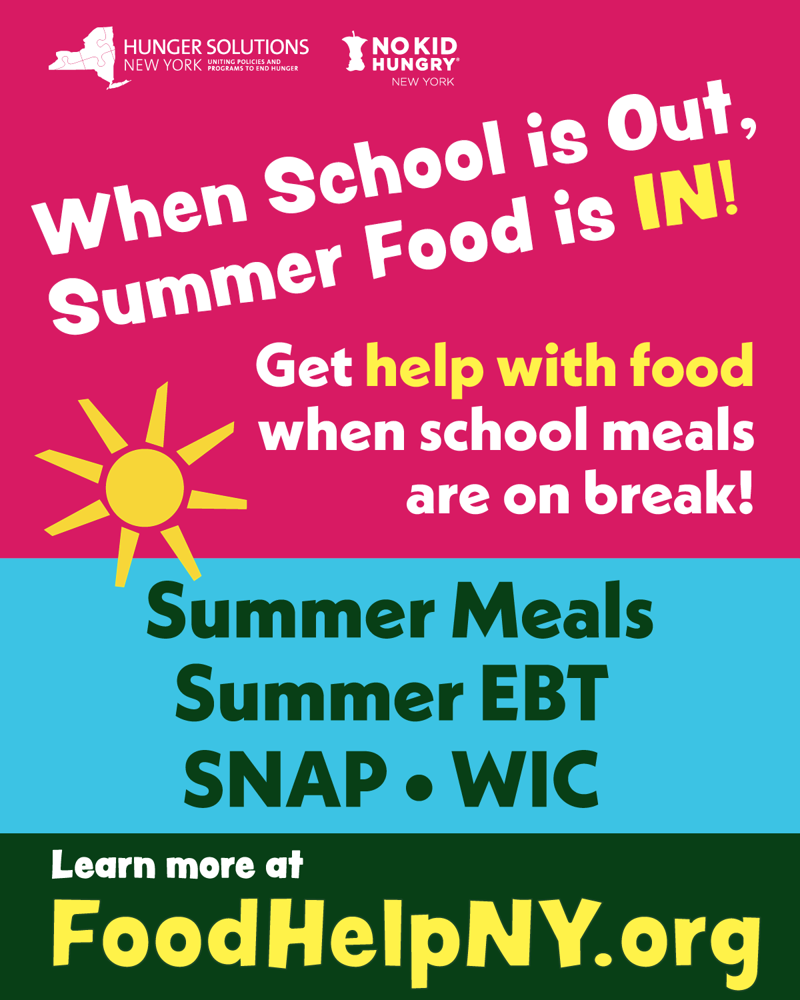 HUNGER SOLUTIONS
NEW YORK
UNITING POLICIES AND
PROGRAMS TO END HUNGER
NO KID
HUNGRY®
NEW YORK
When School is Out,
Summer Food is IN!
Get help with food
when school meals
are on break!
Summer Meals
Summer EBT
SNAP • WIC
Learn more at
FoodHelpNY.org